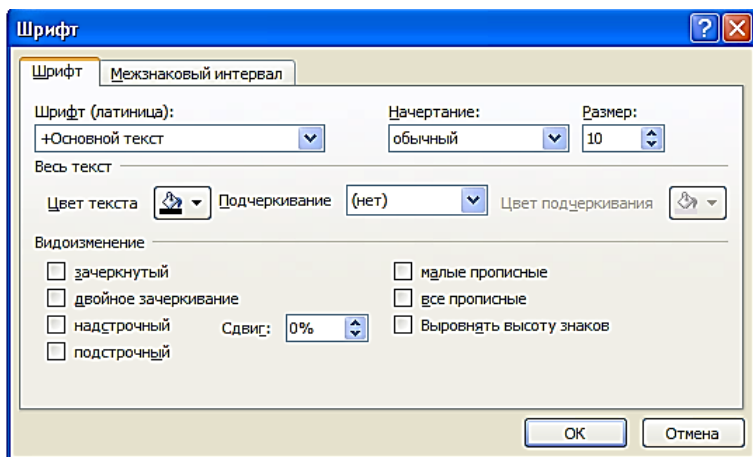 Шрифт
Шрифт Межзнаковый интервал
Шрифт (латиница): Начертание: Размер:
+Основной текст обычный 10
Весь текст
Цвет текста Подчеркивание (нет) Цвет подчеркивания
Видоизменение
зачеркнутый малые прописные
двойное зачеркивание все прописные
надстрочный Сдвиг: 0% Выровнять высоту знаков
подстрочный
ОК Отмена